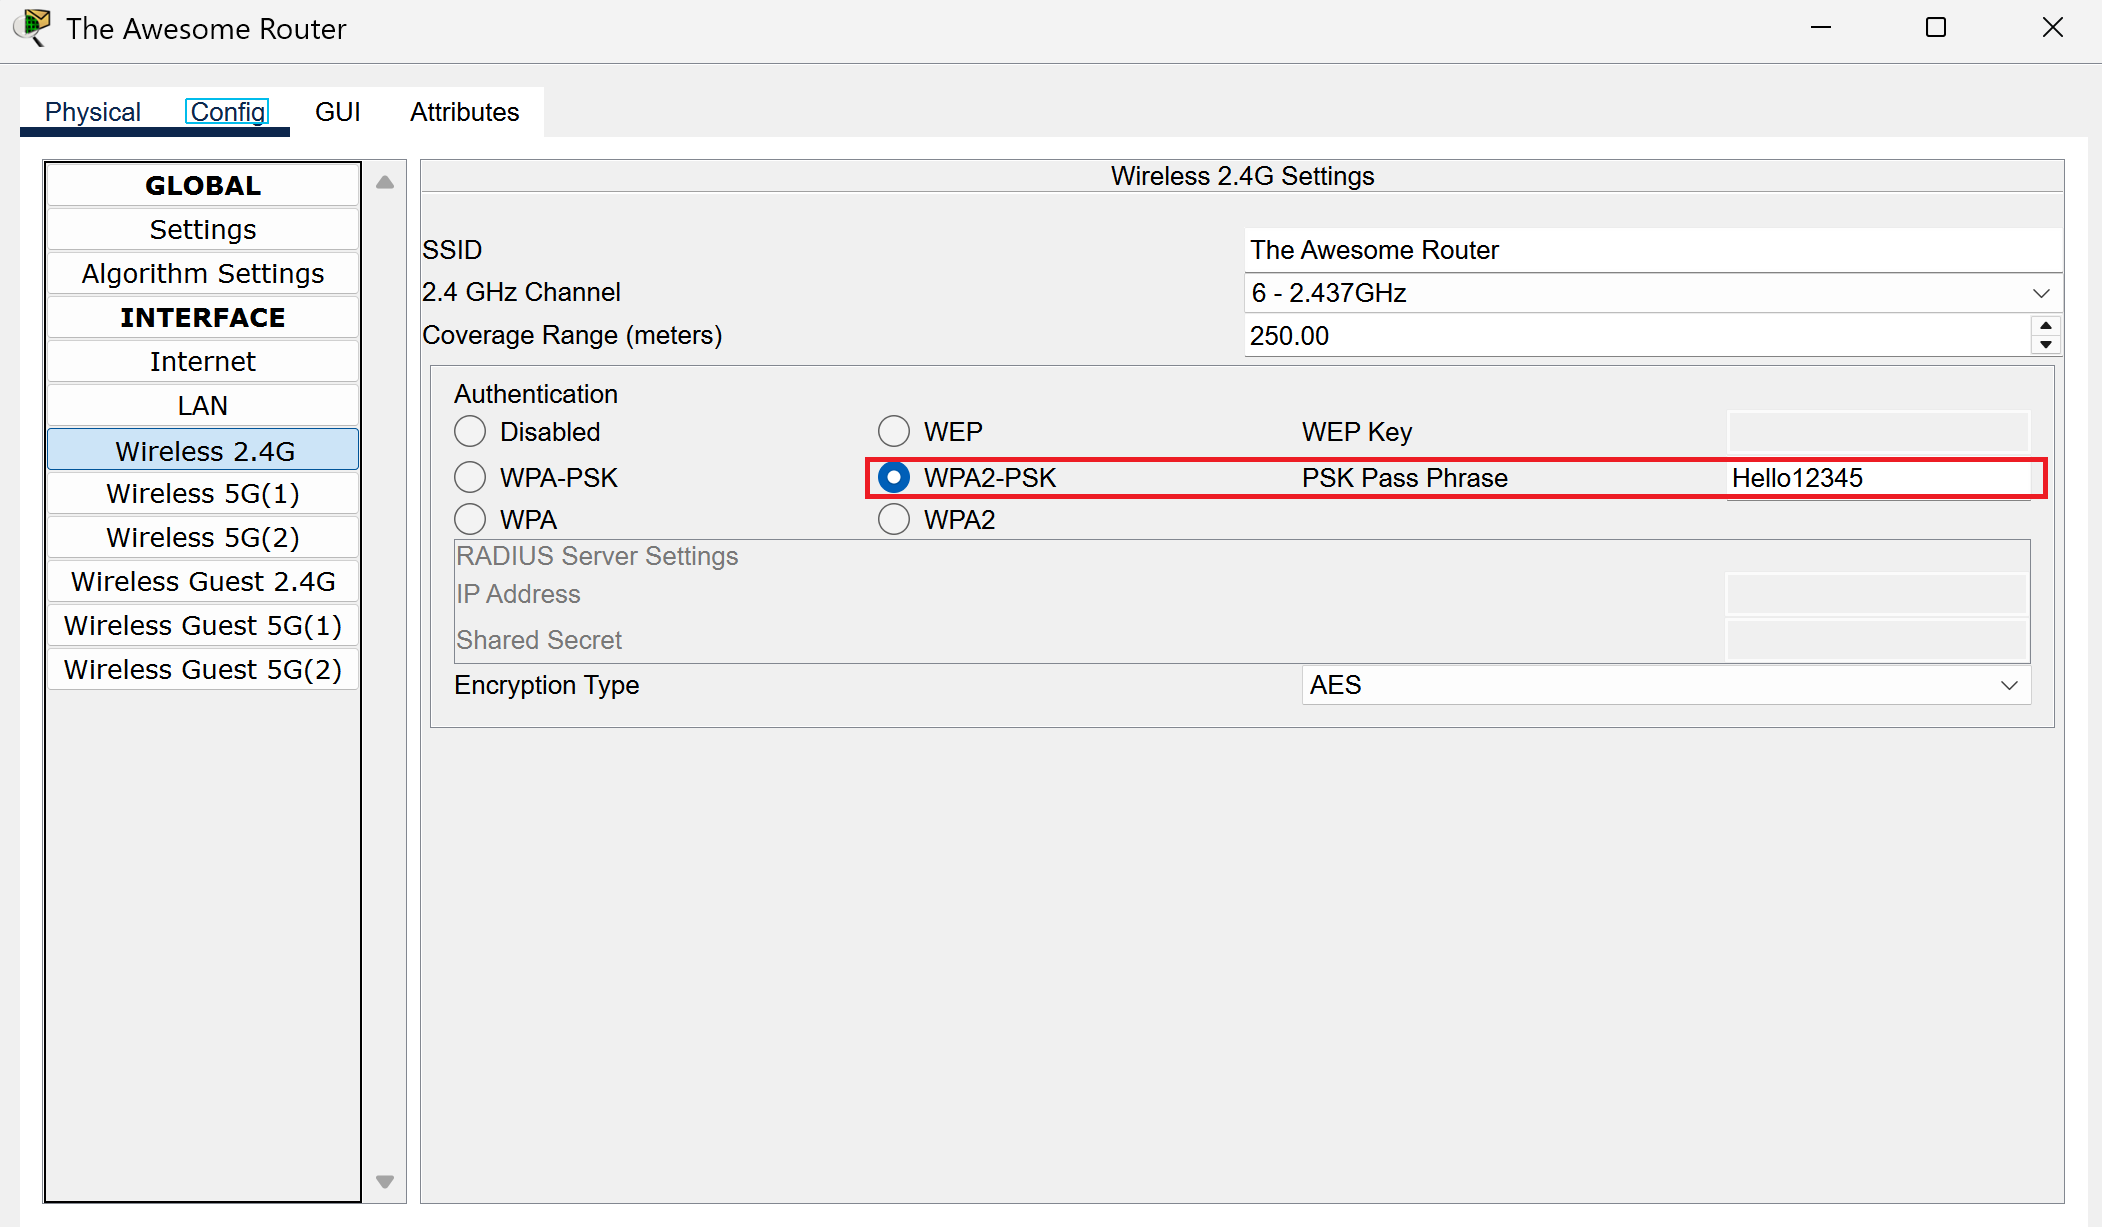 The Awesome Router
Physical Config GUI Attributes
GLOBAL
Settings
Algorithm Settings
INTERFACE
Internet
LAN
Wireless 2.4G
Wireless 5G(1)
Wireless 5G(2)
Wireless Guest 2.4G
Wireless Guest 5G(1)
Wireless Guest 5G(2)
Wireless 2.4G Settings
SSID The Awesome Router
2.4 GHz Channel 6 - 2.437GHz
Coverage Range (meters) 250.00
Authentication
Disabled WEP WEP Key
WPA-PSK WPA2-PSK PSK Pass Phrase Hello12345
WPA WPA2
RADIUS Server Settings
IP Address
Shared Secret
Encryption Type AES